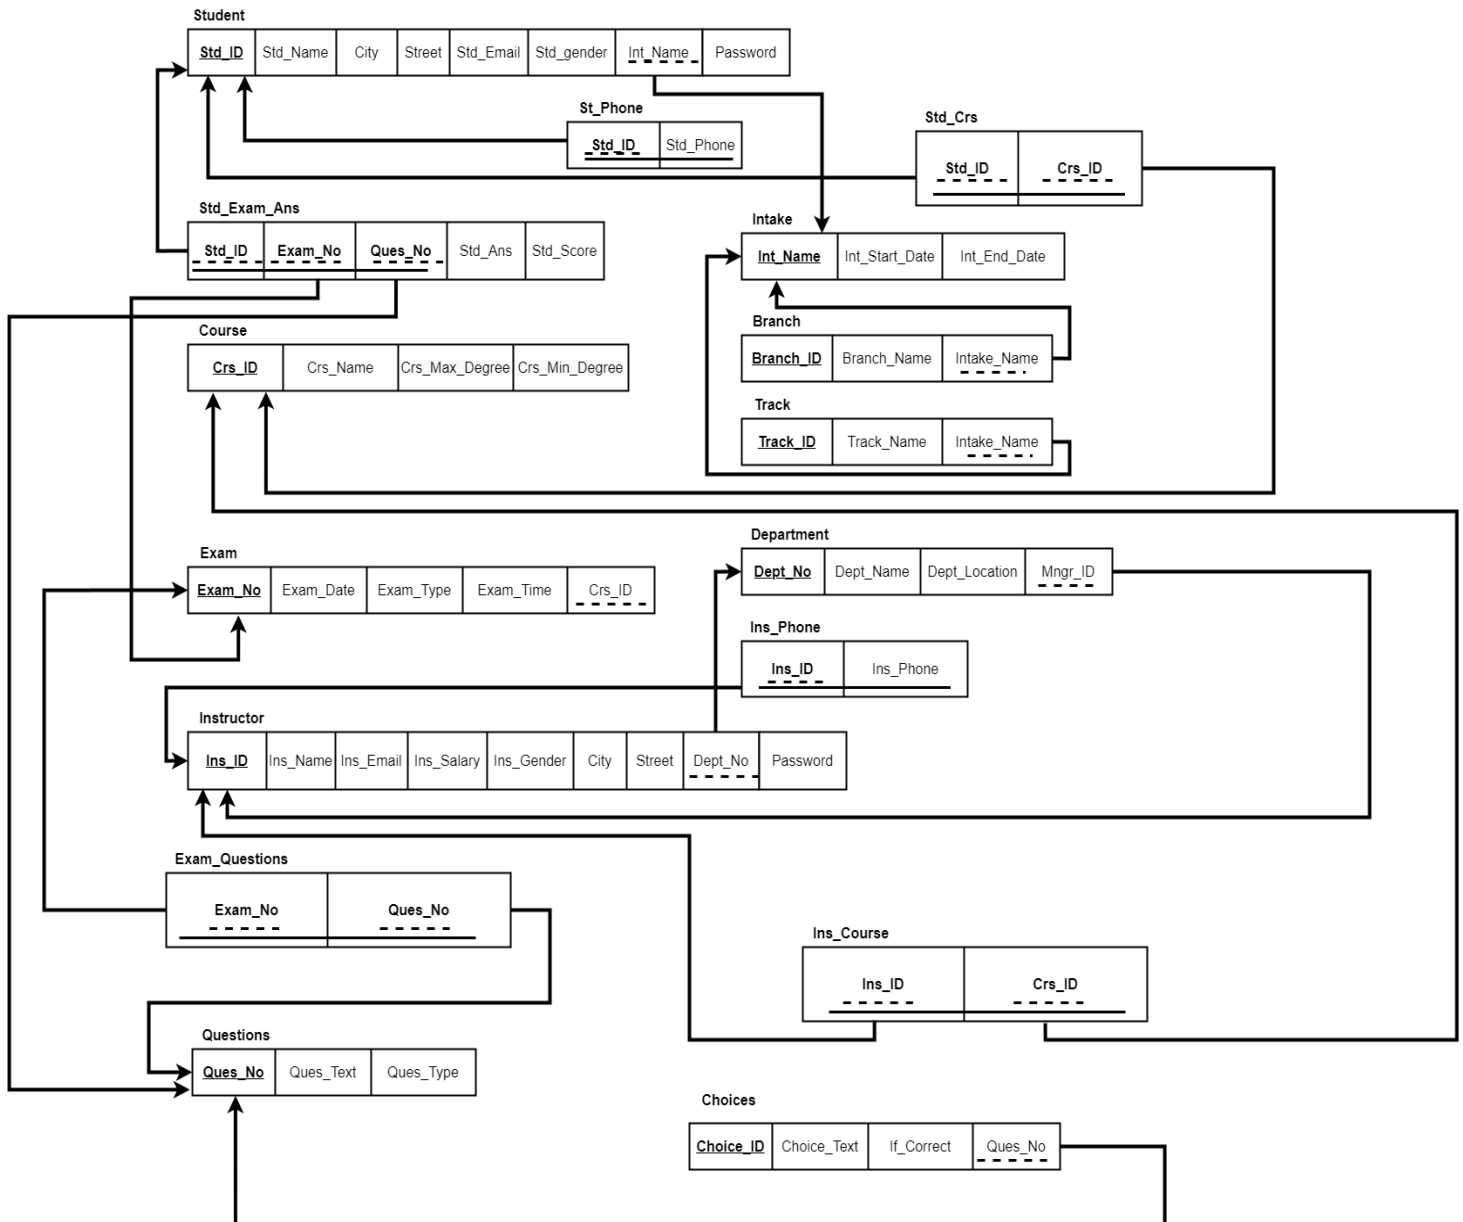 Student
Std_ID Std_Name City Street Std_Email Std_gender Int_Name Password
St_Phone
Std_ID Std_Phone
Std_Crs
Std_ID Crs_ID
Std_Exam_Ans
Std_ID Exam_No Ques_No Std_Ans Std_Score
Intake
Int_Name Int_Start_Date Int_End_Date
Branch
Branch_ID Branch_Name Intake_Name
Course
Crs_ID Crs_Name Crs_Max_Degree Crs_Min_Degree
Track
Track_ID Track_Name Intake_Name
Department
Dept_No Dept_Name Dept_Location Mngr_ID
Exam
Exam_No Exam_Date Exam_Type Exam_Time Crs_ID
Ins_Phone
Ins_ID Ins_Phone
Instructor
Ins_ID Ins_Name Ins_Email Ins_Salary Ins_Gender City Street Dept_No Password
Exam_Questions
Exam_No Ques_No
Ins_Course
Ins_ID Crs_ID
Questions
Ques_No Ques_Text Ques_Type
Choices
Choice_ID Choice_Text If_Correct Ques_No